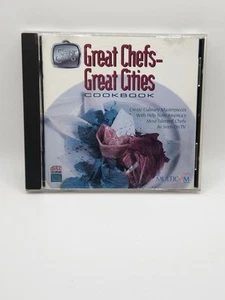 Great Chefs–
Great Cities
COOKBOOK
Create Culinary Masterpieces
With Help From America's
Most Talented Chefs
As Seen On TV
MULTICOM